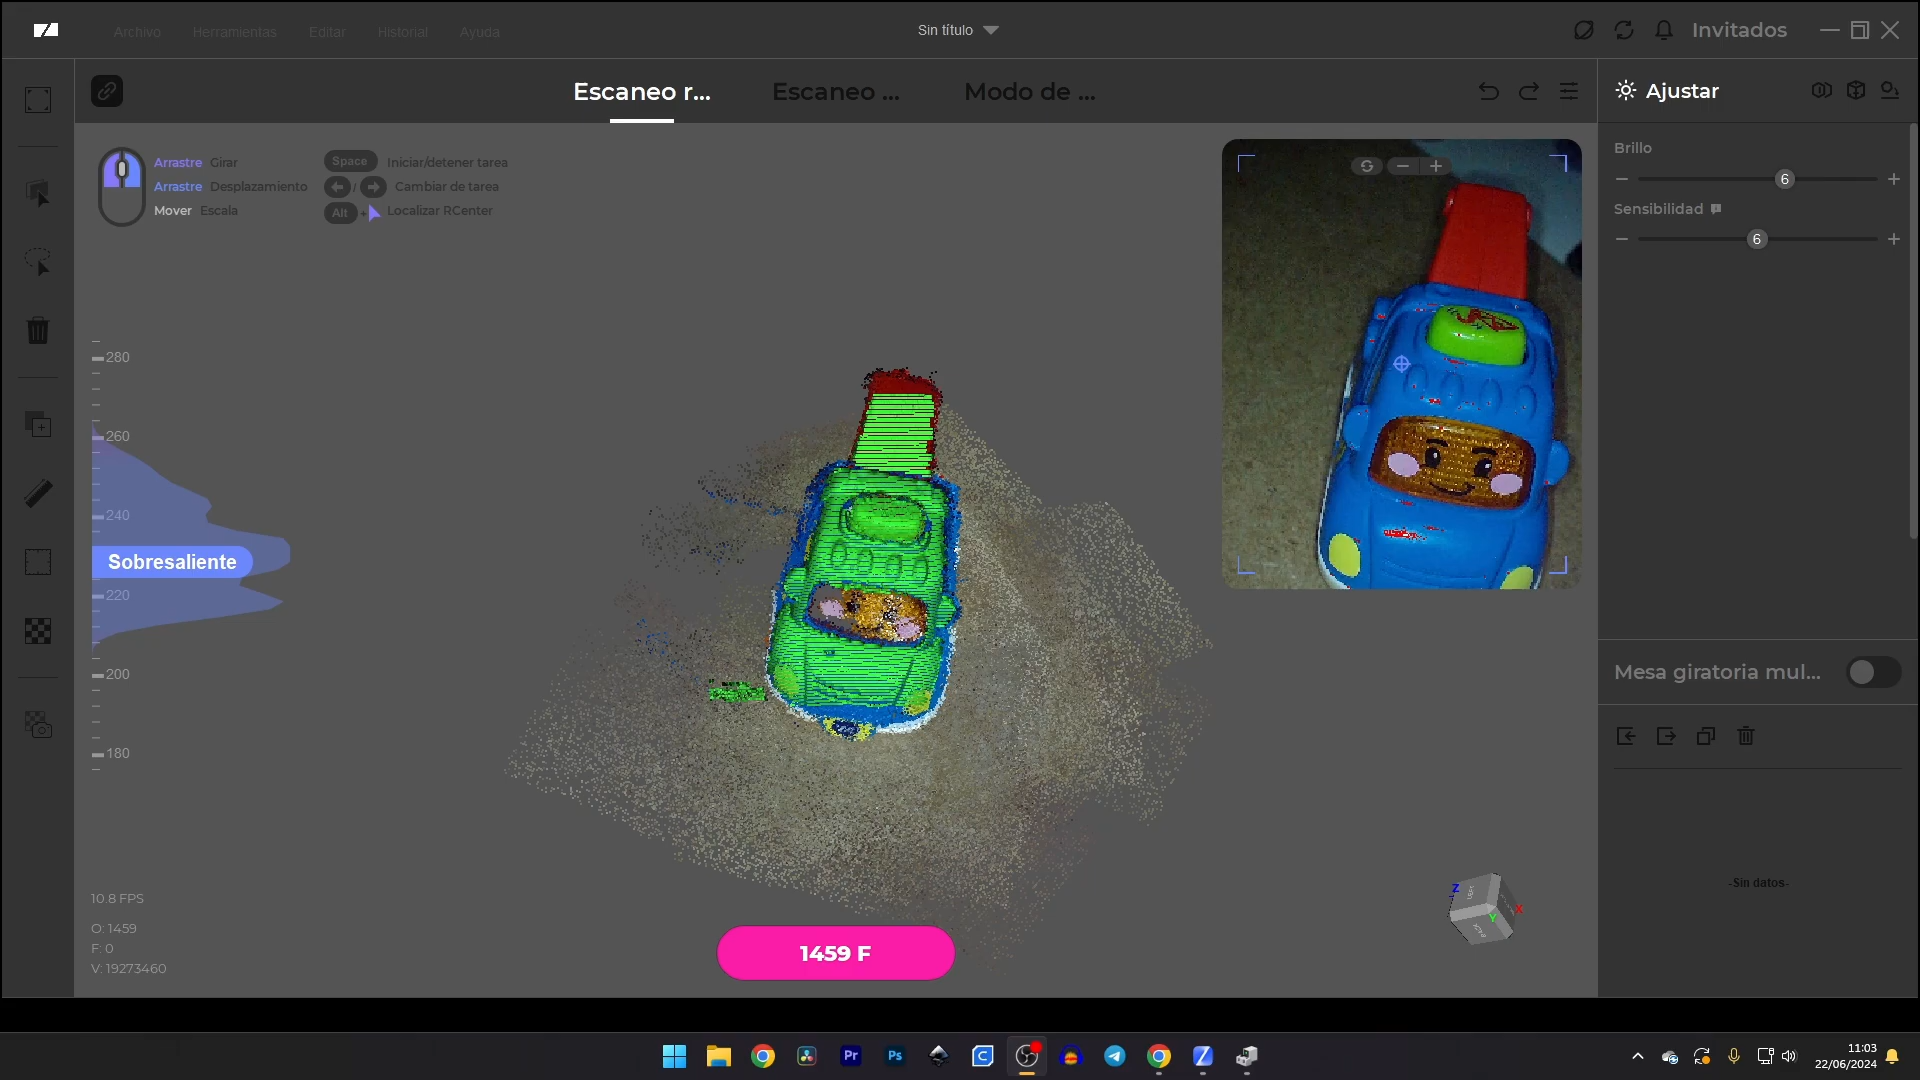 Archivo Herramientas Editar Historial Ayuda
Sin título
Invitados
Escaneo r... Escaneo ... Modo de ...
Ajustar
Arrastre Girar
Arrastre Desplazamiento
Mover Escala
Space Iniciar/detener tarea
/ Cambiar de tarea
Alt + Localizar RCenter
Brillo
6
Sensibilidad
6
280
260
240
Sobresaliente
220
200
180
Mesa giratoria mul...
-Sin datos-
10.8 FPS
O: 1459
F: 0
V: 19273460
1459 F
Z
X
Y
Pr
Ps
C
Z
11:03
22/06/2024